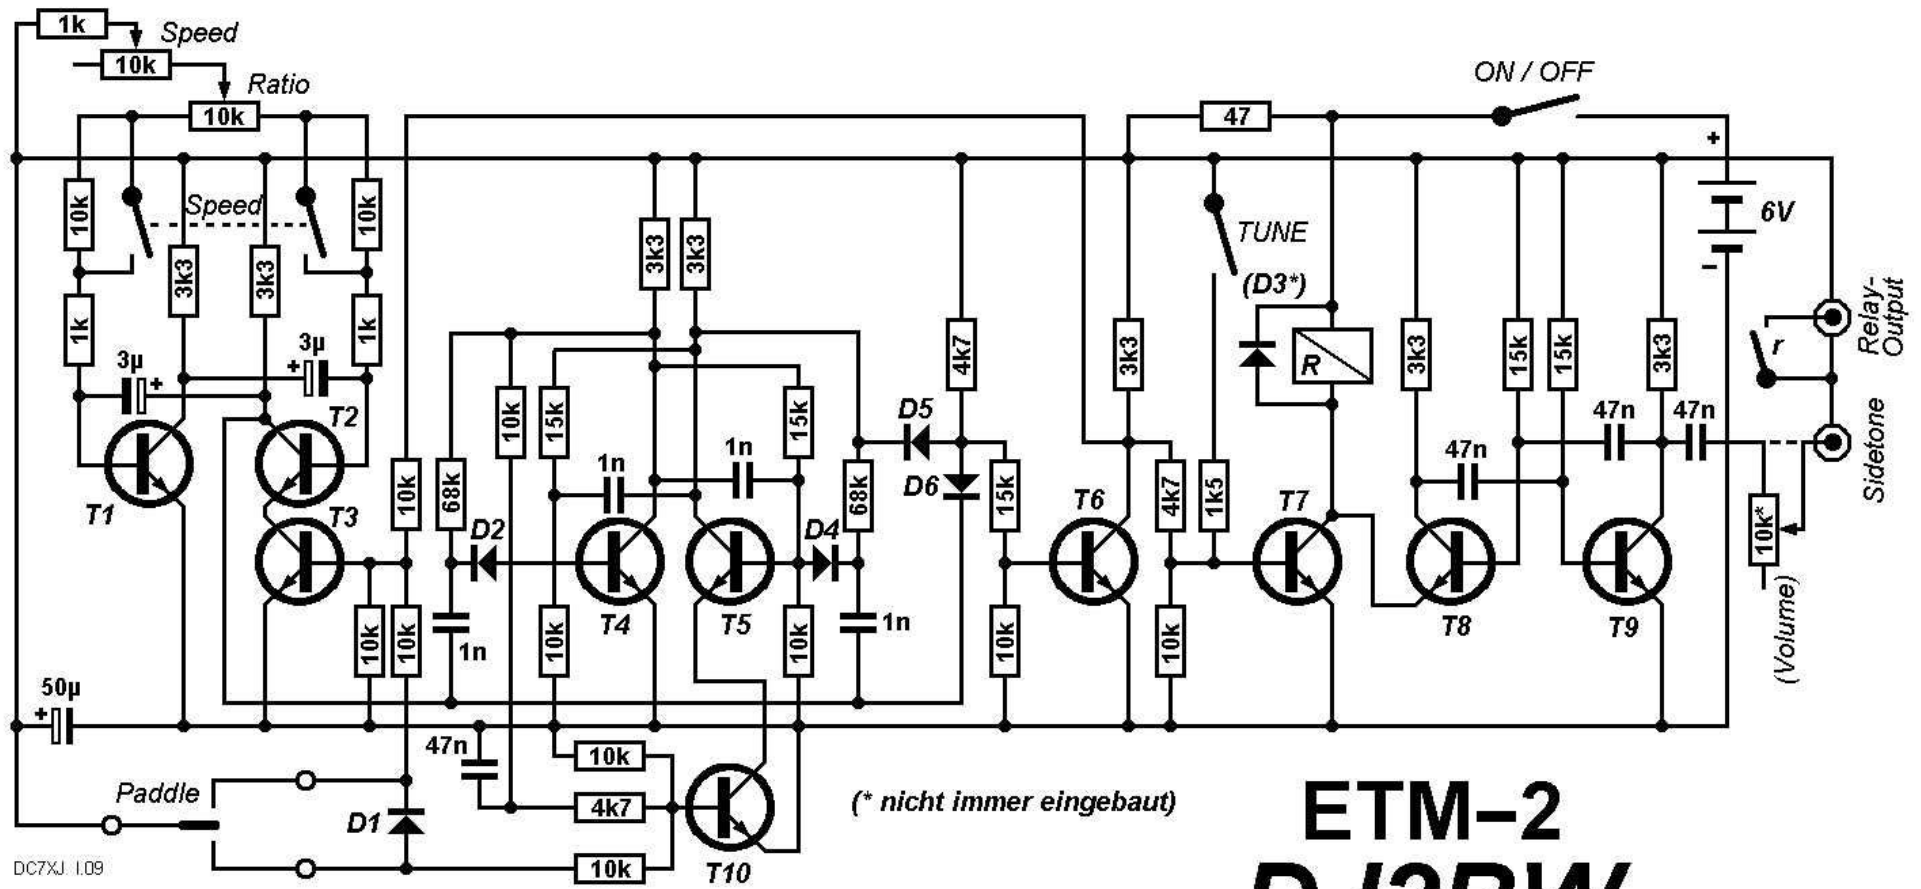 1k
Speed
10k
Ratio
10k
ON / OFF
47
+
10k
Speed
10k
6V
TUNE
3k3
3k3
3k3
3k3
(D3*)
−
1k
1k
3µ
+
3µ
+
4k7
3k3
R
3k3
15k
15k
3k3
r
Relay-
Output
T2
10k
15k
15k
D5
47n
47n
1n
1n
47n
Sidetone
T1
T3
10k
68k
D2
D4
68k
D6
15k
T6
4k7
1k5
T7
10k*
(Volume)
10k
10k
1n
10k
T4
T5
10k
1n
10k
10k
T8
T9
50µ
+
47n
10k
Paddle
D1
4k7
(* nicht immer eingebaut)
ETM–2
10k
T10
DC7XJ. I.09